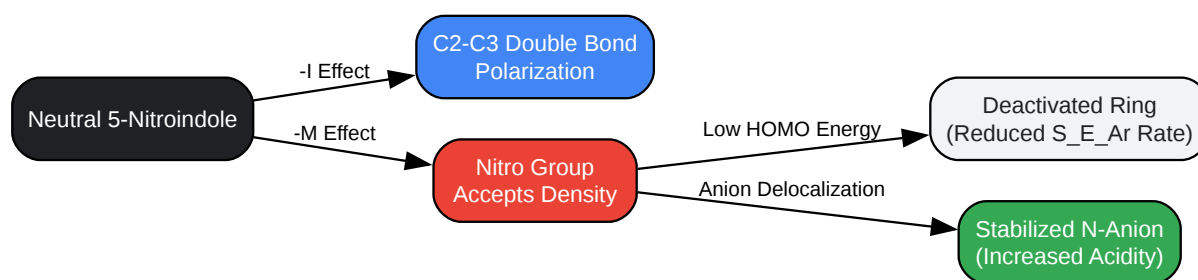 Neutral 5-Nitroindole
-I Effect
-M Effect
C2-C3 Double Bond
Polarization
Nitro Group
Accepts Density
Low HOMO Energy
Anion Delocalization
Deactivated Ring
(Reduced S_E_Ar Rate)
Stabilized N-Anion
(Increased Acidity)